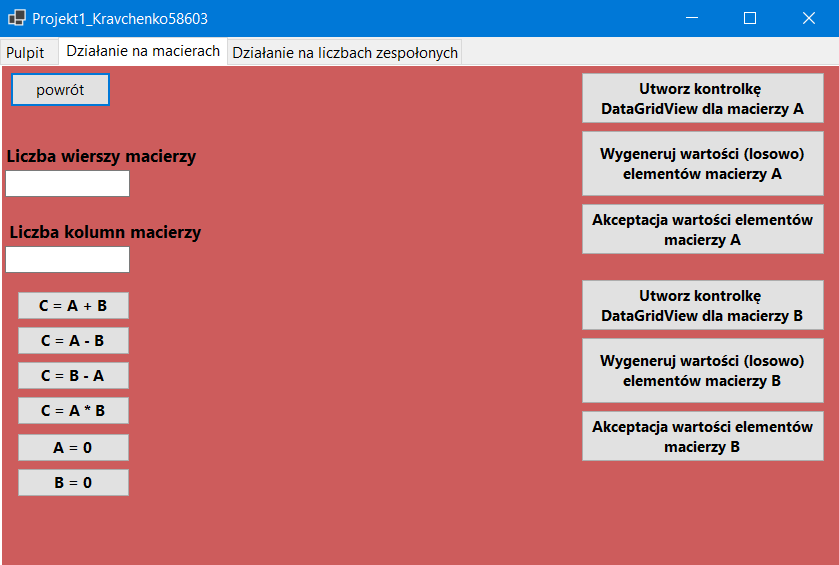 Projekt1_Kravchenko58603
Pulpit
Działanie na macierach
Działanie na liczbach zespołonych
powrót
Liczba wierszy macierzy
Liczba kolumn macierzy
C = A + B
C = A - B
C = B - A
C = A * B
A = 0
B = 0
Utworz kontrolkę
DataGridView dla macierzy A
Wygeneruj wartości (losowo)
elementów macierzy A
Akceptacja wartości elementów
macierzy A
Utworz kontrolkę
DataGridView dla macierzy B
Wygeneruj wartości (losowo)
elementów macierzy B
Akceptacja wartości elementów
macierzy B